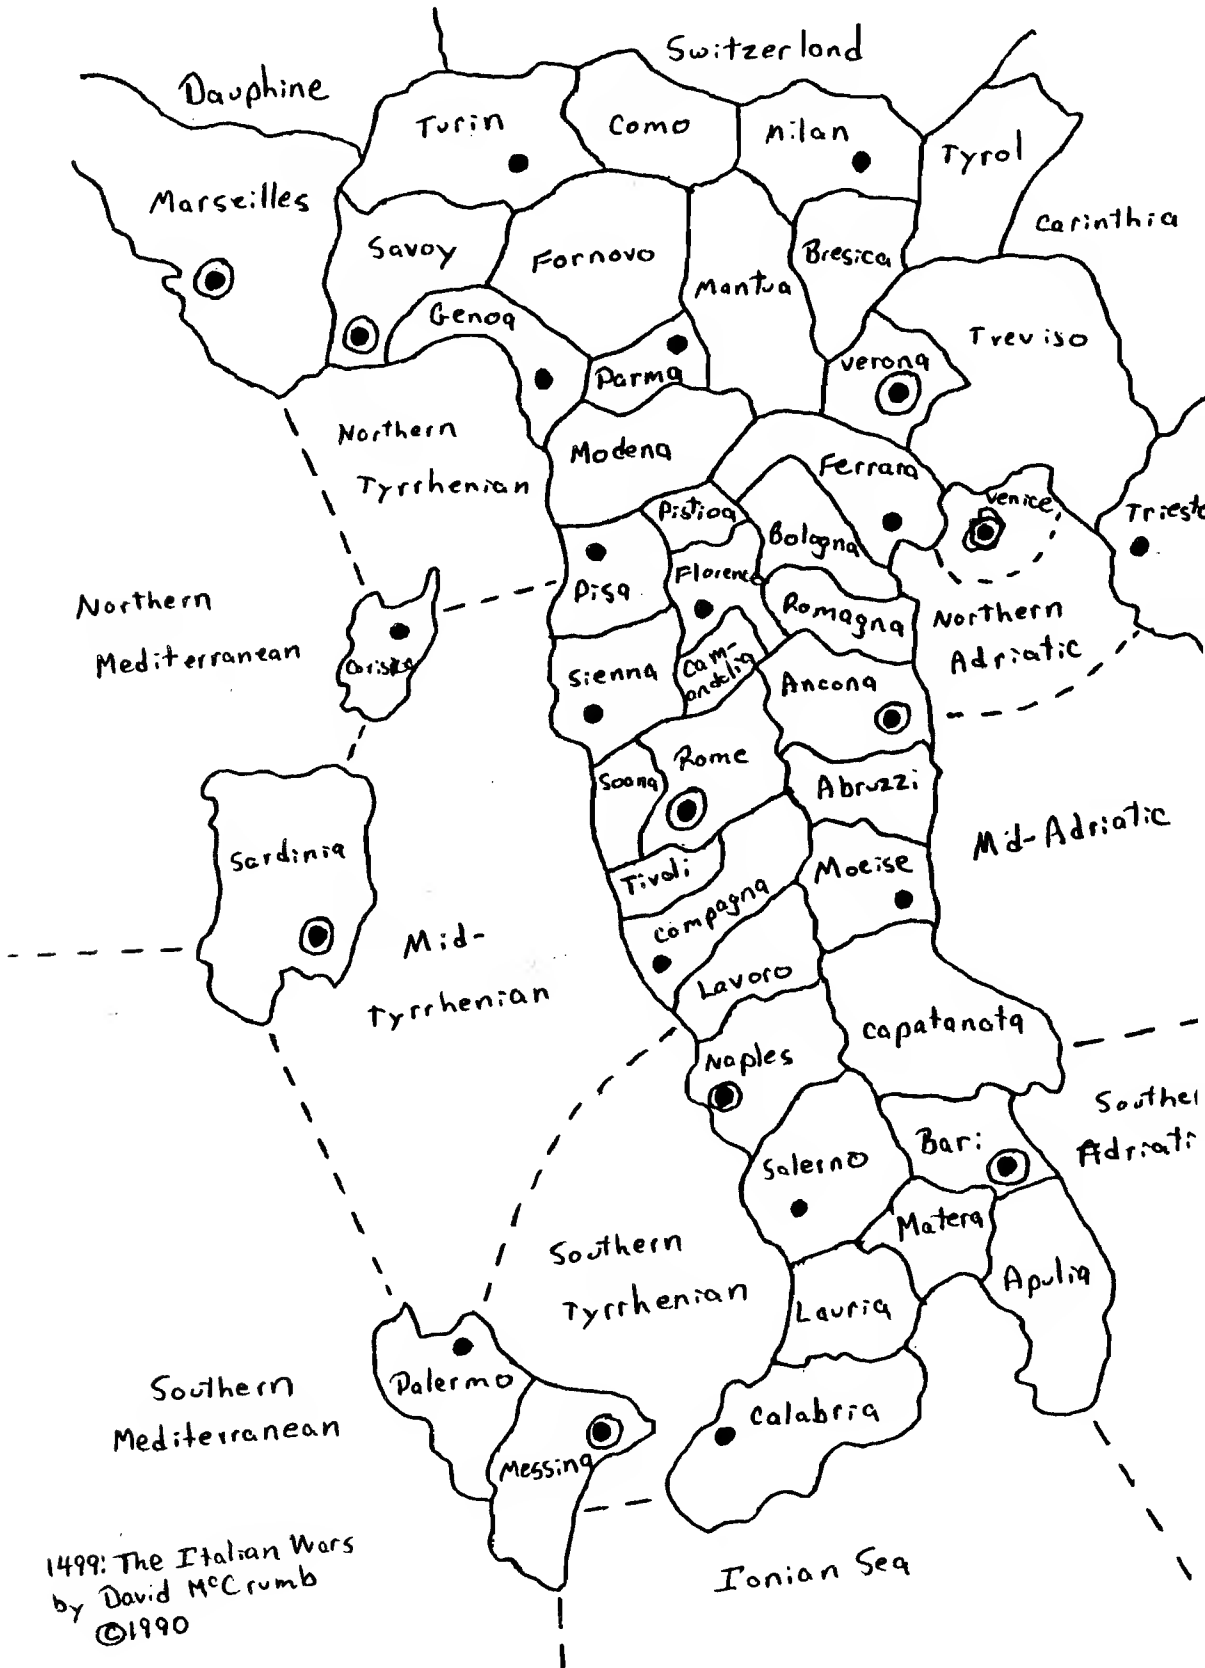 Switzerland
Dauphine
Turin
Como
Milan
Tyrol
Marseilles
Carinthia
Savoy
Fornovo
Bresica
Mantua
Genoa
Treviso
Verona
Parma
Northern
Tyrrhenian
Modena
Ferrara
Venice
Pistioa
Trieste
Bologna
Florence
Pisa
Northern
Mediterranean
Romagna
Northern
Adriatic
Corisica
Sienna
Cam-
andolia
Ancona
Rome
Soana
Abruzzi
Mid-Adriatic
Sardinia
Tivoli
Moeise
Compagna
Mid-
Tyrrhenian
Lavoro
Capatanata
Naples
Souther
Adriati
Bari
Salerno
Matera
Southern
Tyrrhenian
Apulia
Lauria
Palermo
Southern
Mediterranean
Calabria
Messina
Ionian Sea
1499: The Italian Wars
by David McCrumb
©1990